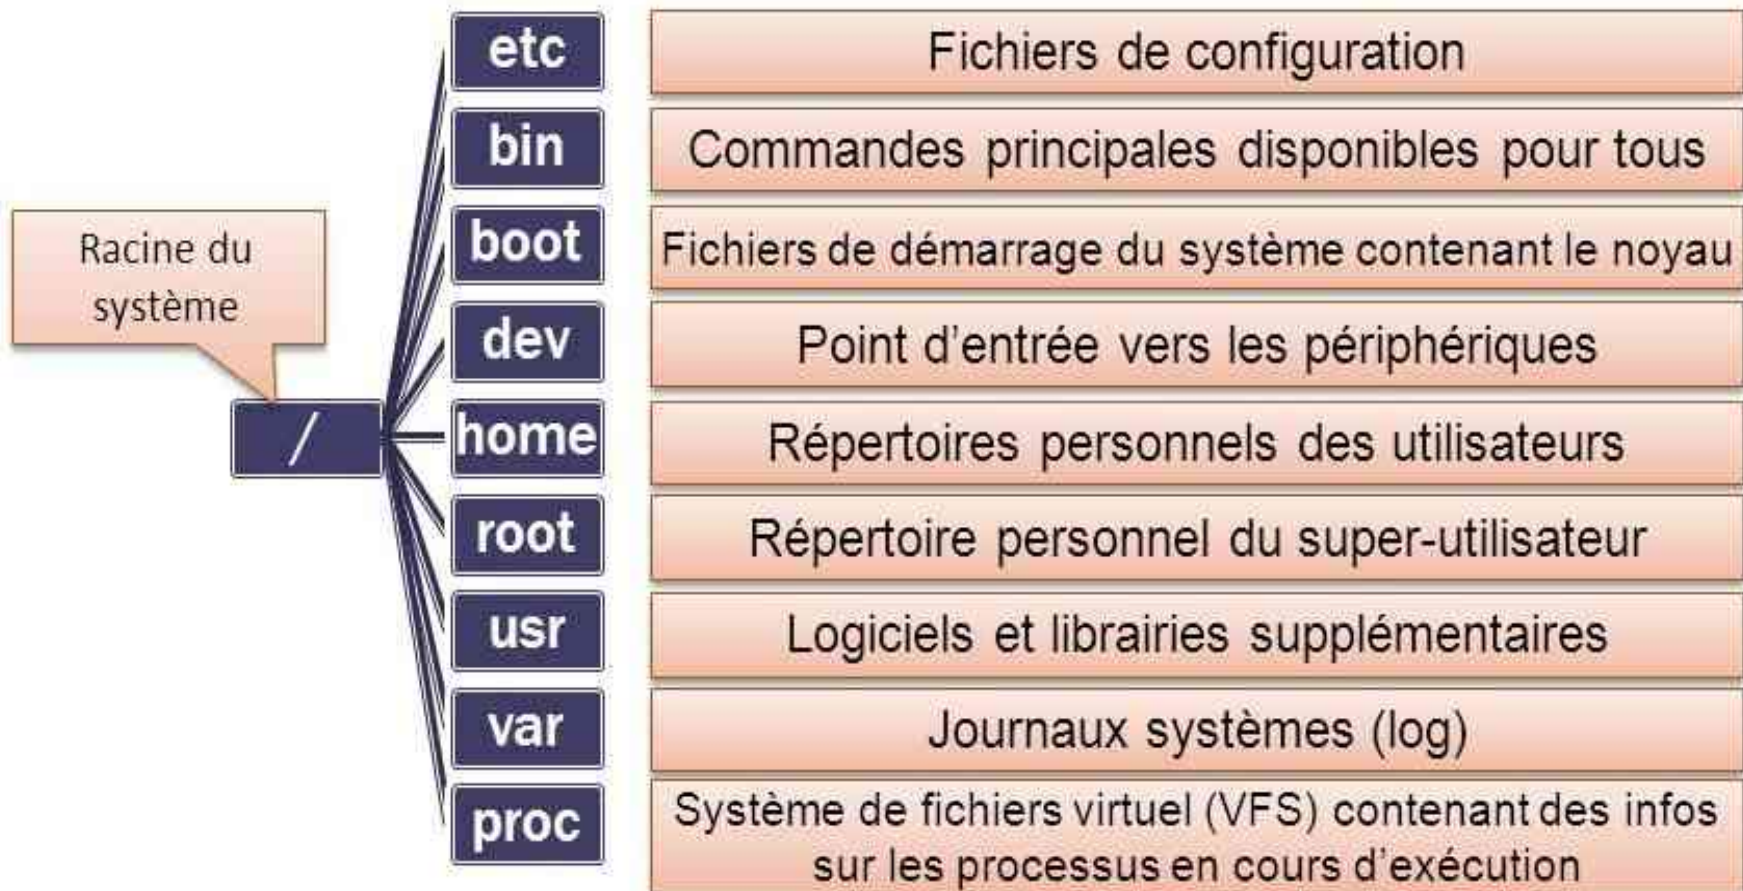 etc
Fichiers de configuration
bin
Commandes principales disponibles pour tous
boot
Fichiers de démarrage du système contenant le noyau
Racine du
système
dev
Point d'entrée vers les périphériques
/
home
Répertoires personnels des utilisateurs
root
Répertoire personnel du super-utilisateur
usr
Logiciels et librairies supplémentaires
var
Journaux systèmes (log)
proc
Système de fichiers virtuel (VFS) contenant des infos
sur les processus en cours d'exécution